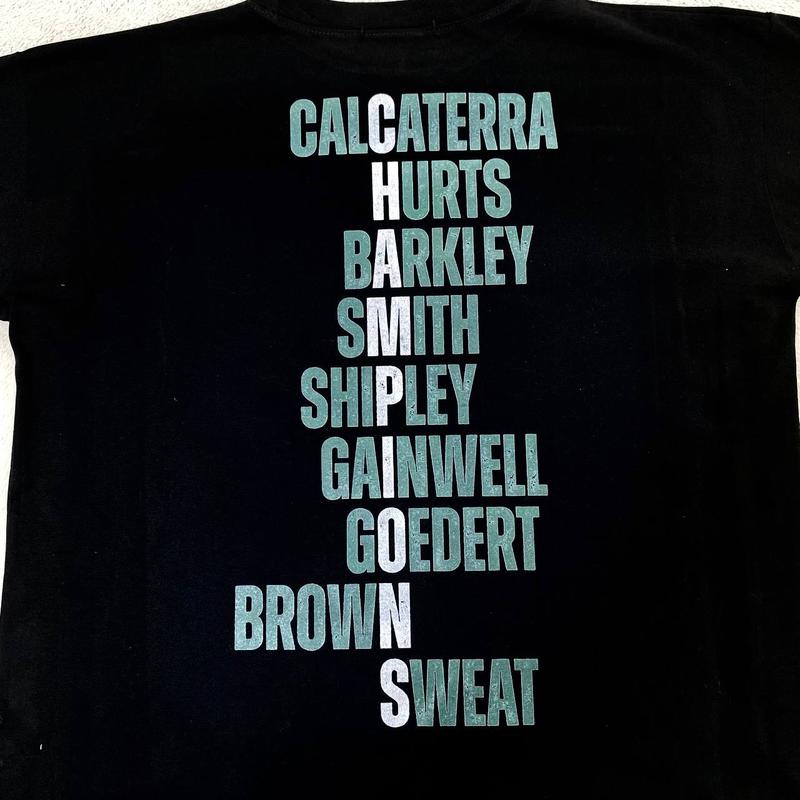 CALCATERRA
HURTS
BARKLEY
SMITH
SHIPLEY
GAINWELL
GOEDERT
BROWN
SWEAT